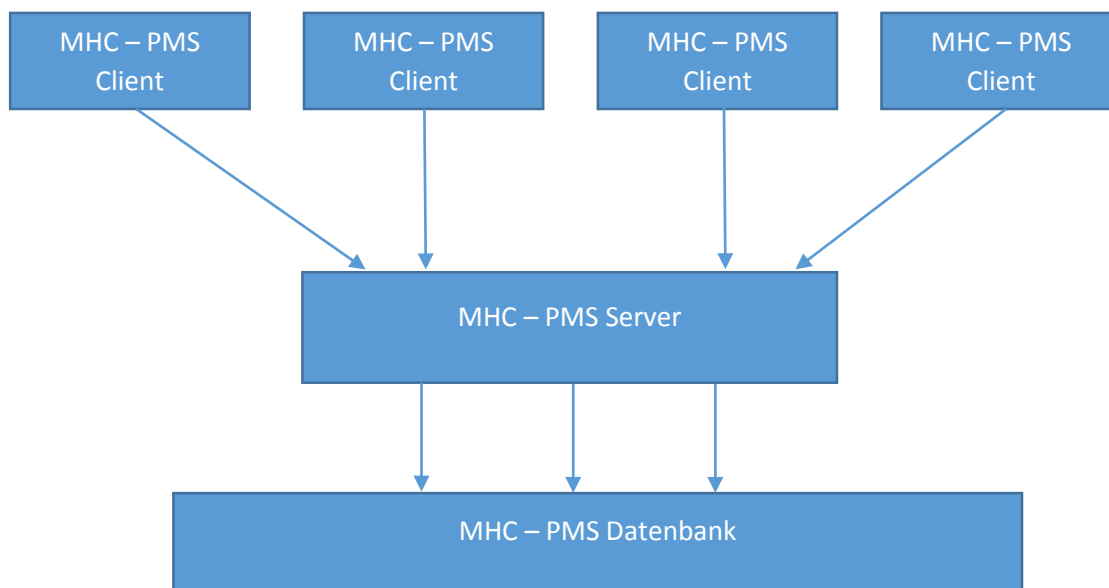 MHC – PMS
Client
MHC – PMS
Client
MHC – PMS
Client
MHC – PMS
Client
MHC – PMS Server
MHC – PMS Datenbank